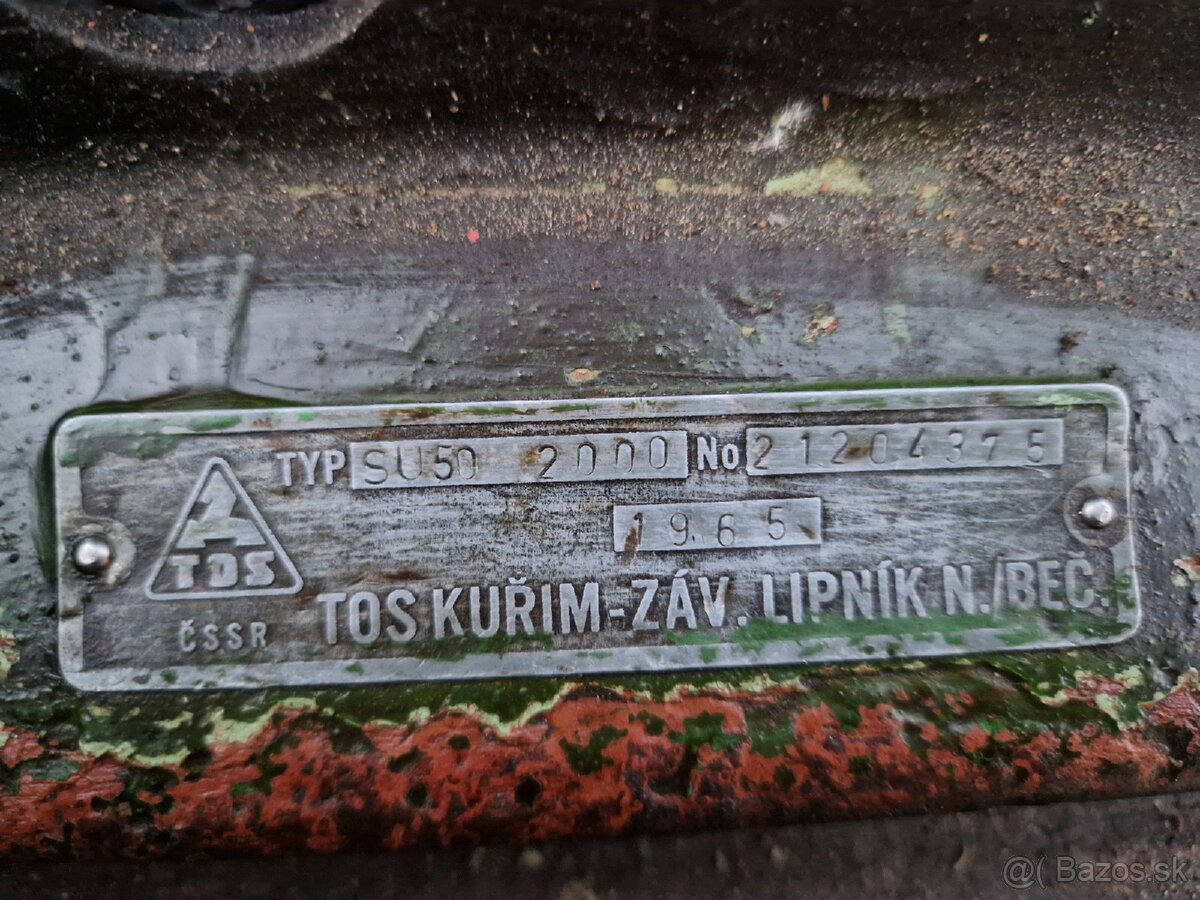 TYP SU50 2000 No 21204375
1965
TOS
ČSSR TOS KUŘIM-ZÁV. LIPNÍK N./BEČ.
@( Bazos.sk